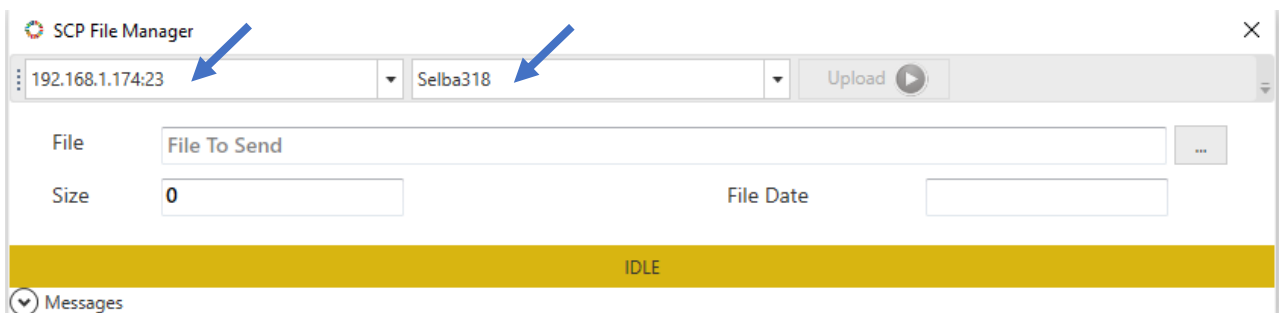 SCP File Manager
192.168.1.174:23 Selba318 Upload
File File To Send ...
Size 0 File Date
IDLE
Messages